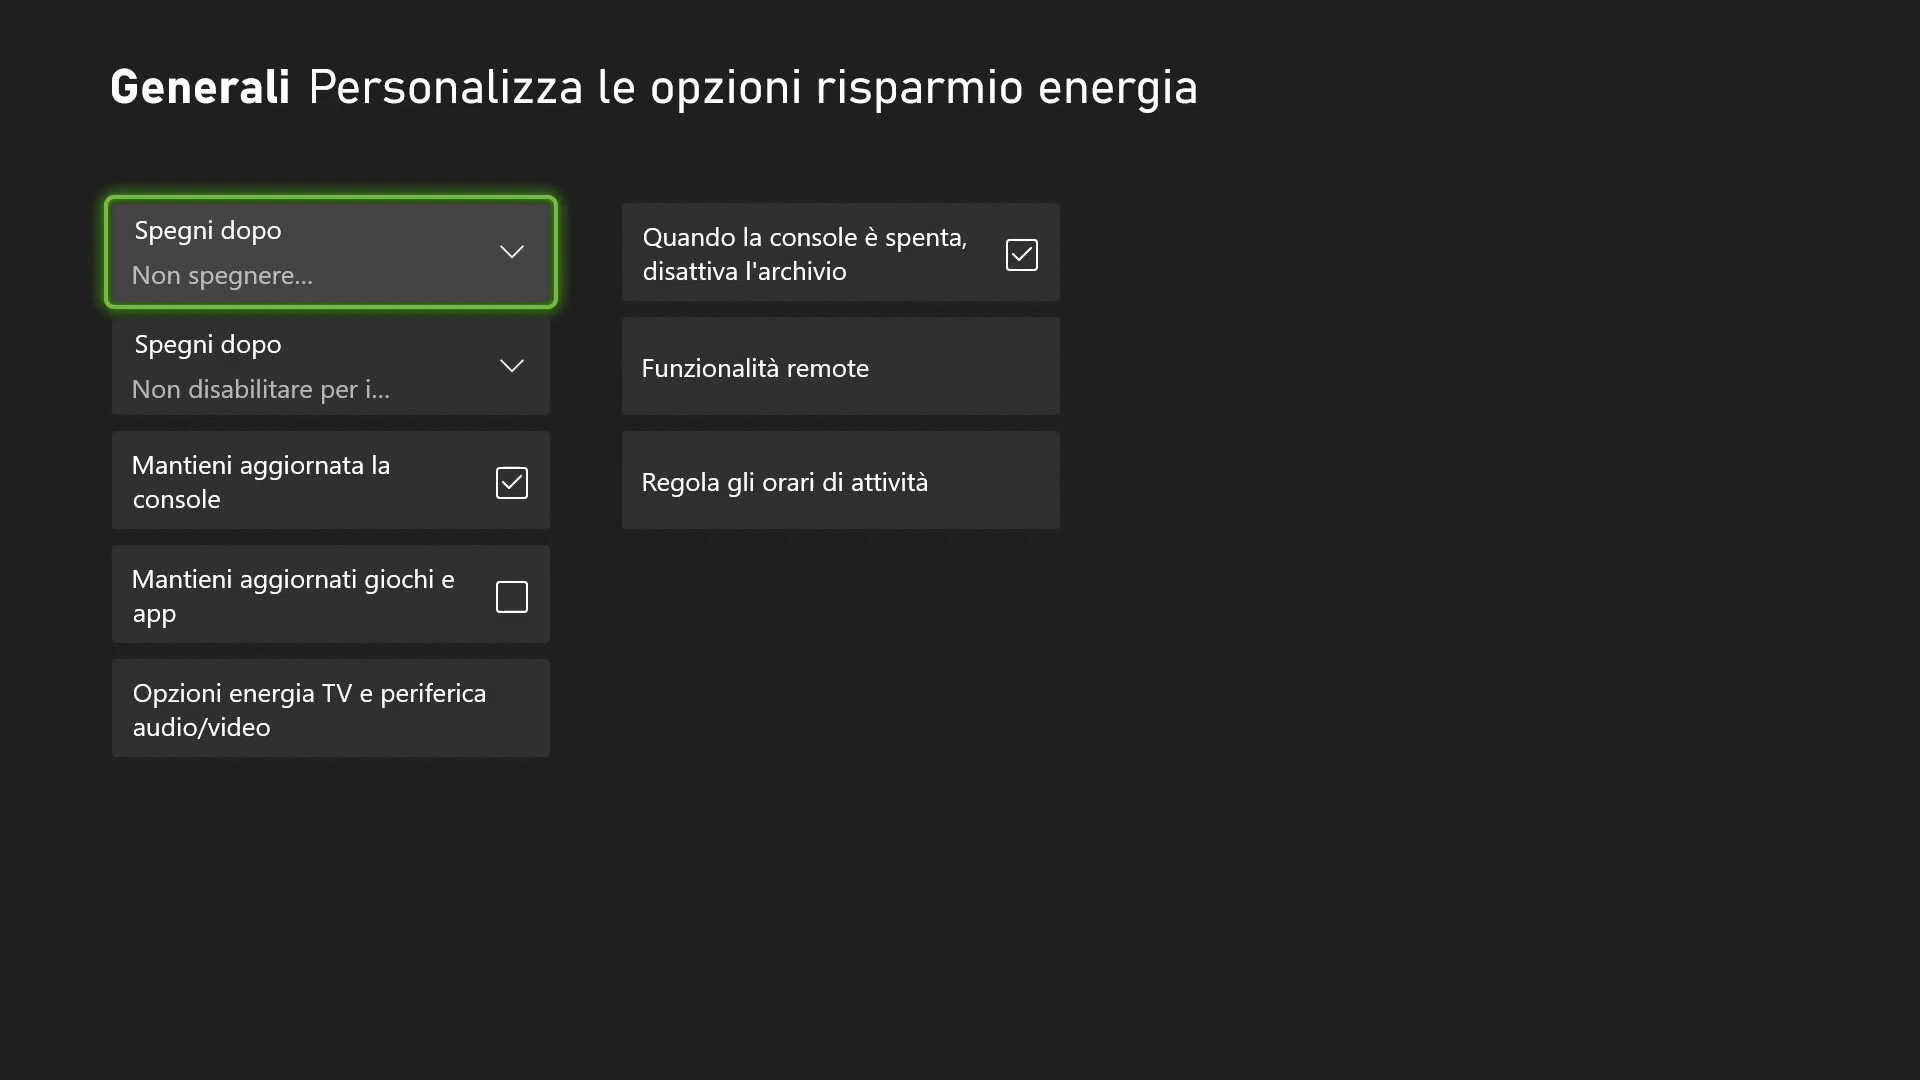 Generali Personalizza le opzioni risparmio energia
Spegni dopo
Non spegnere...
Spegni dopo
Non disabilitare per i...
Mantieni aggiornata la
console
Mantieni aggiornati giochi e
app
Opzioni energia TV e periferica
audio/video
Quando la console è spenta,
disattiva l'archivio
Funzionalità remote
Regola gli orari di attività